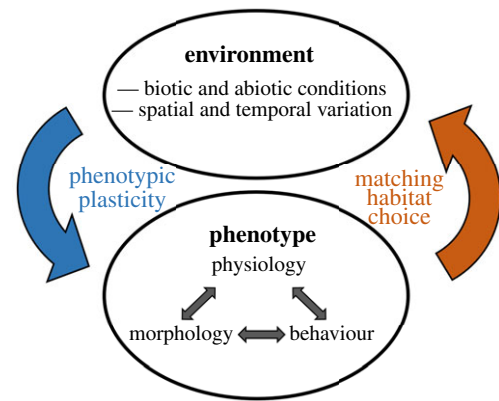 environment
— biotic and abiotic conditions
— spatial and temporal variation
phenotypic
plasticity
matching
habitat
choice
phenotype
physiology
morphology behaviour